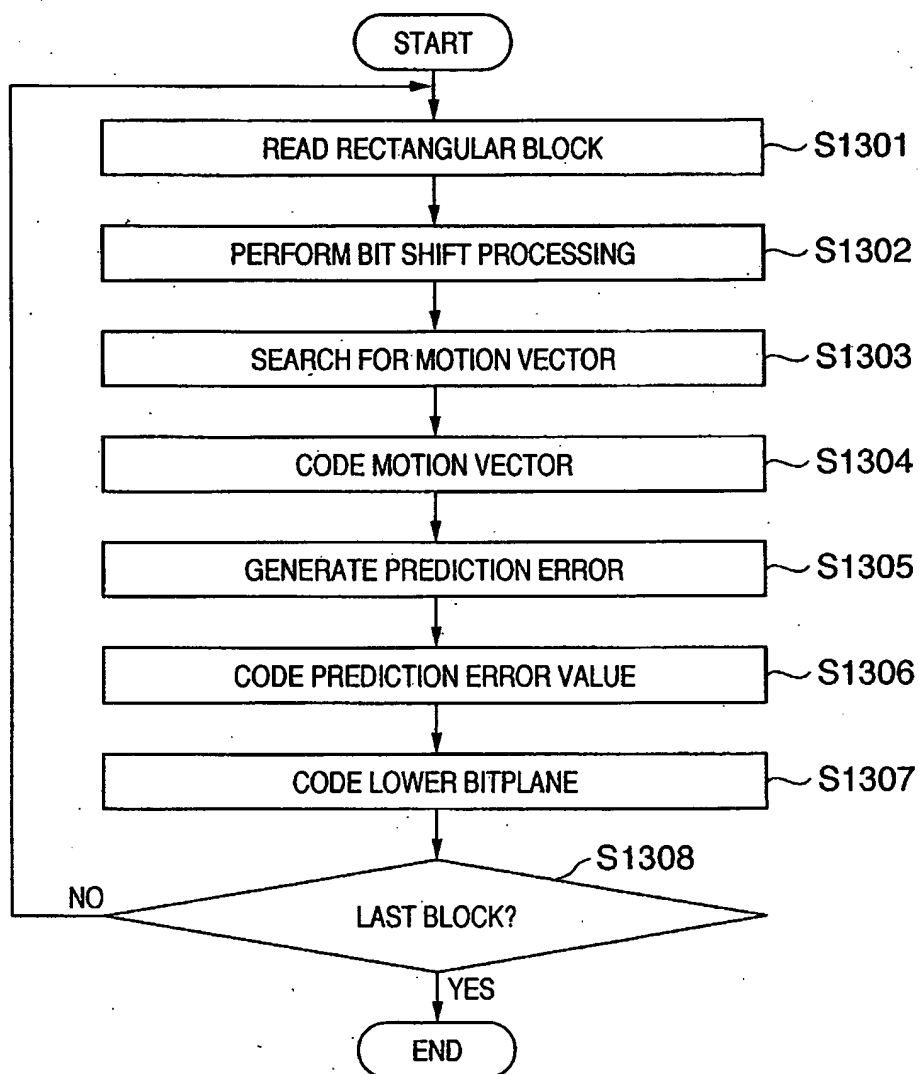 START
READ RECTANGULAR BLOCK
S1301
PERFORM BIT SHIFT PROCESSING
S1302
SEARCH FOR MOTION VECTOR
S1303
CODE MOTION VECTOR
S1304
GENERATE PREDICTION ERROR
S1305
CODE PREDICTION ERROR VALUE
S1306
CODE LOWER BITPLANE
S1307
S1308
NO
LAST BLOCK?
YES
END